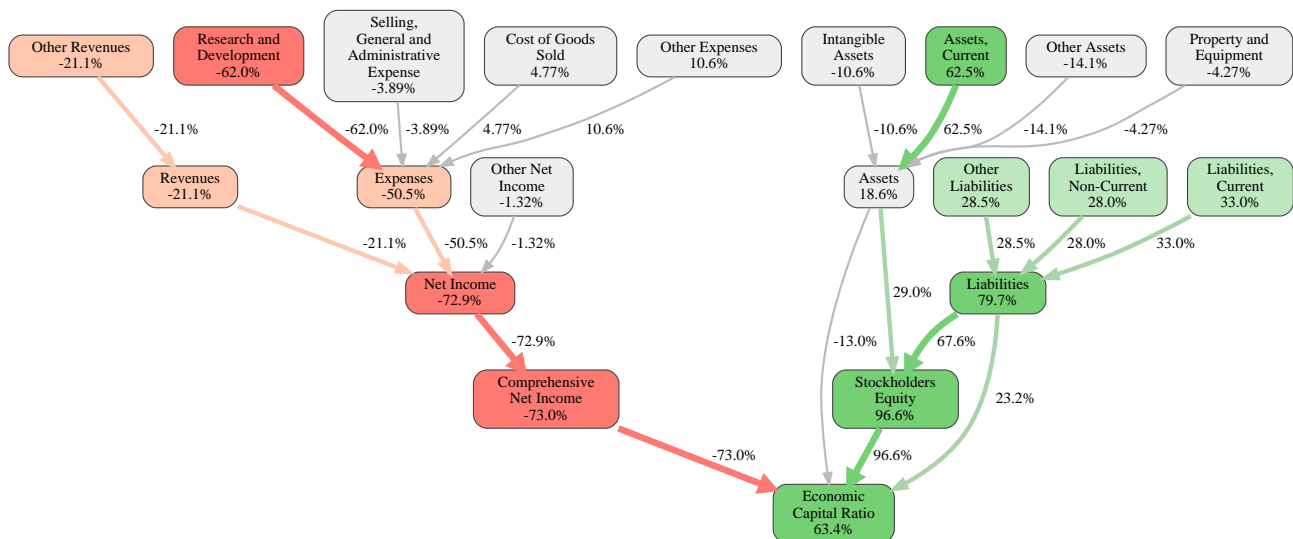 Other Revenues
-21.1%
Research and
Development
-62.0%
Selling,
General and
Administrative
Expense
-3.89%
Cost of Goods
Sold
4.77%
Other Expenses
10.6%
Intangible
Assets
-10.6%
Assets,
Current
62.5%
Other Assets
-14.1%
Property and
Equipment
-4.27%
-21.1%
-62.0%
-3.89%
4.77%
10.6%
-10.6%
62.5%
-14.1%
-4.27%
Revenues
-21.1%
Expenses
-50.5%
Other Net
Income
-1.32%
Assets
18.6%
Other
Liabilities
28.5%
Liabilities,
Non-Current
28.0%
Liabilities,
Current
33.0%
-21.1%
-50.5%
-1.32%
28.5%
28.0%
33.0%
Net Income
-72.9%
29.0%
Liabilities
79.7%
-72.9%
-13.0%
67.6%
Comprehensive
Net Income
-73.0%
Stockholders
Equity
96.6%
23.2%
-73.0%
96.6%
Economic
Capital Ratio
63.4%